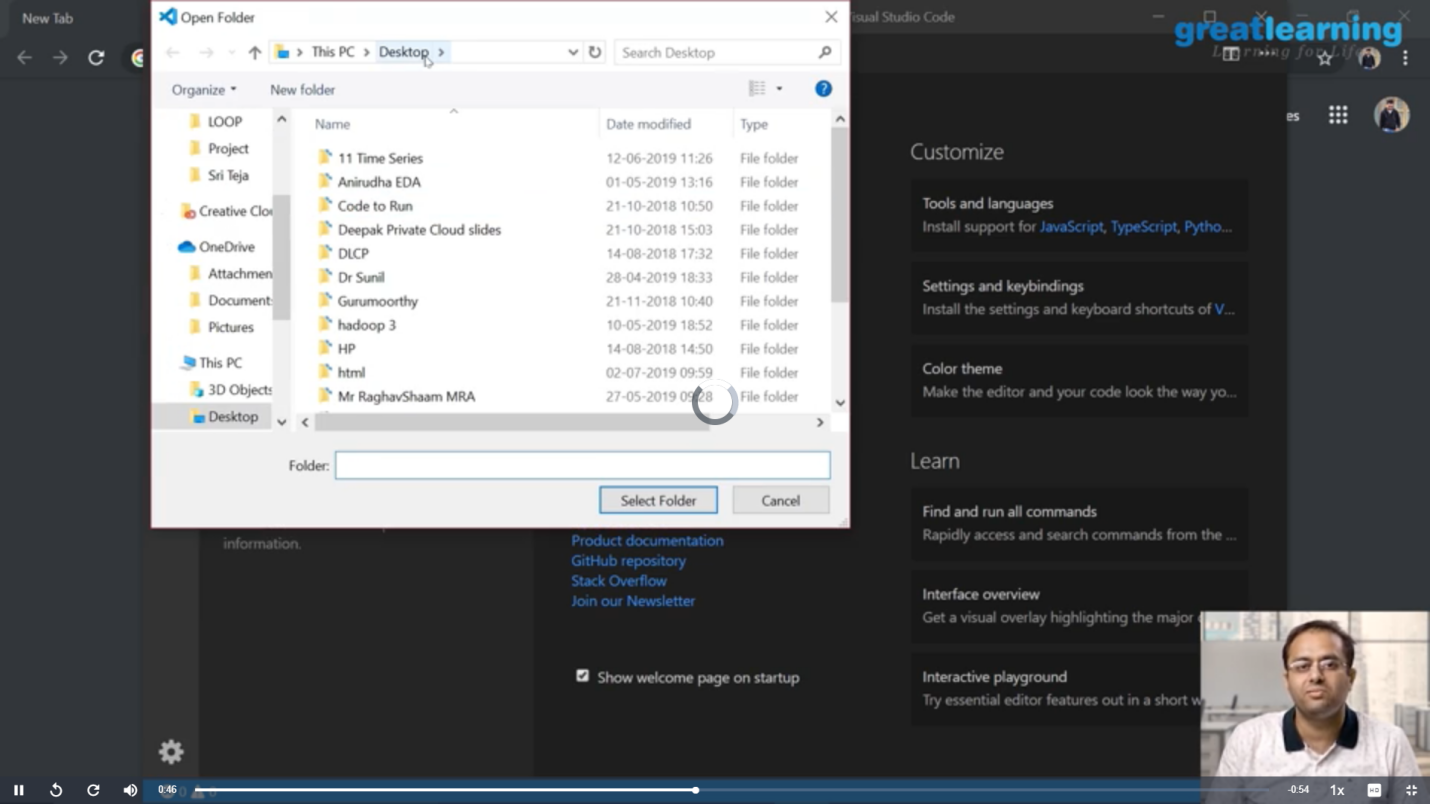 New Tab
Open Folder
Visual Studio Code
greatlearning
Learning for Life
This PC > Desktop >
Search Desktop
Organize
New folder
Name
Date modified
Type
LOOP
Project
Sri Teja
Creative Clou
OneDrive
Attachmen
Document
Pictures
This PC
3D Objects
Desktop
11 Time Series 12-06-2019 11:26 File folder
Anirudha EDA 01-05-2019 13:16 File folder
Code to Run 21-10-2018 10:50 File folder
Deepak Private Cloud slides 21-10-2018 15:03 File folder
DLCP 14-08-2018 17:32 File folder
Dr Sunil 28-04-2019 18:33 File folder
Gurumoorthy 21-11-2018 10:40 File folder
hadoop 3 10-05-2019 18:52 File folder
HP 14-08-2018 14:50 File folder
html 02-07-2019 09:59 File folder
Mr RaghavShaam MRA 27-05-2019 09:28 File folder
Folder:
Select Folder
Cancel
es
Customize
Tools and languages
Install support for JavaScript, TypeScript, Pytho...
Settings and keybindings
Install the settings and keyboard shortcuts of V...
Color theme
Make the editor and your code look the way yo...
Learn
Find and run all commands
Rapidly access and search commands from the ...
Interface overview
Get a visual overlay highlighting the major
Interactive playground
Try essential editor features out in a short w
information.
Product documentation
GitHub repository
Stack Overflow
Join our Newsletter
Show welcome page on startup
0:46
-0:54
1x
HD